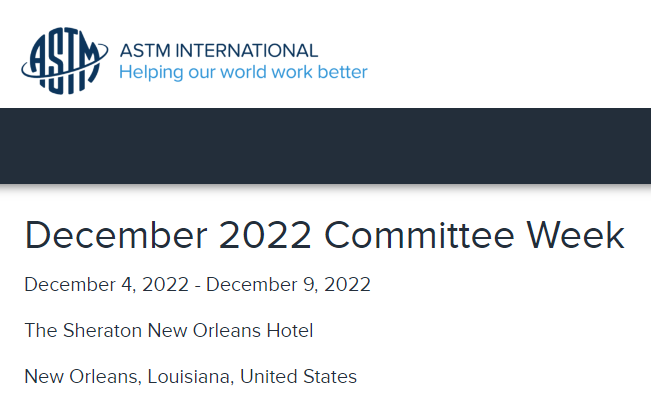 ASTM
ASTM INTERNATIONAL
Helping our world work better
December 2022 Committee Week
December 4, 2022 - December 9, 2022
The Sheraton New Orleans Hotel
New Orleans, Louisiana, United States